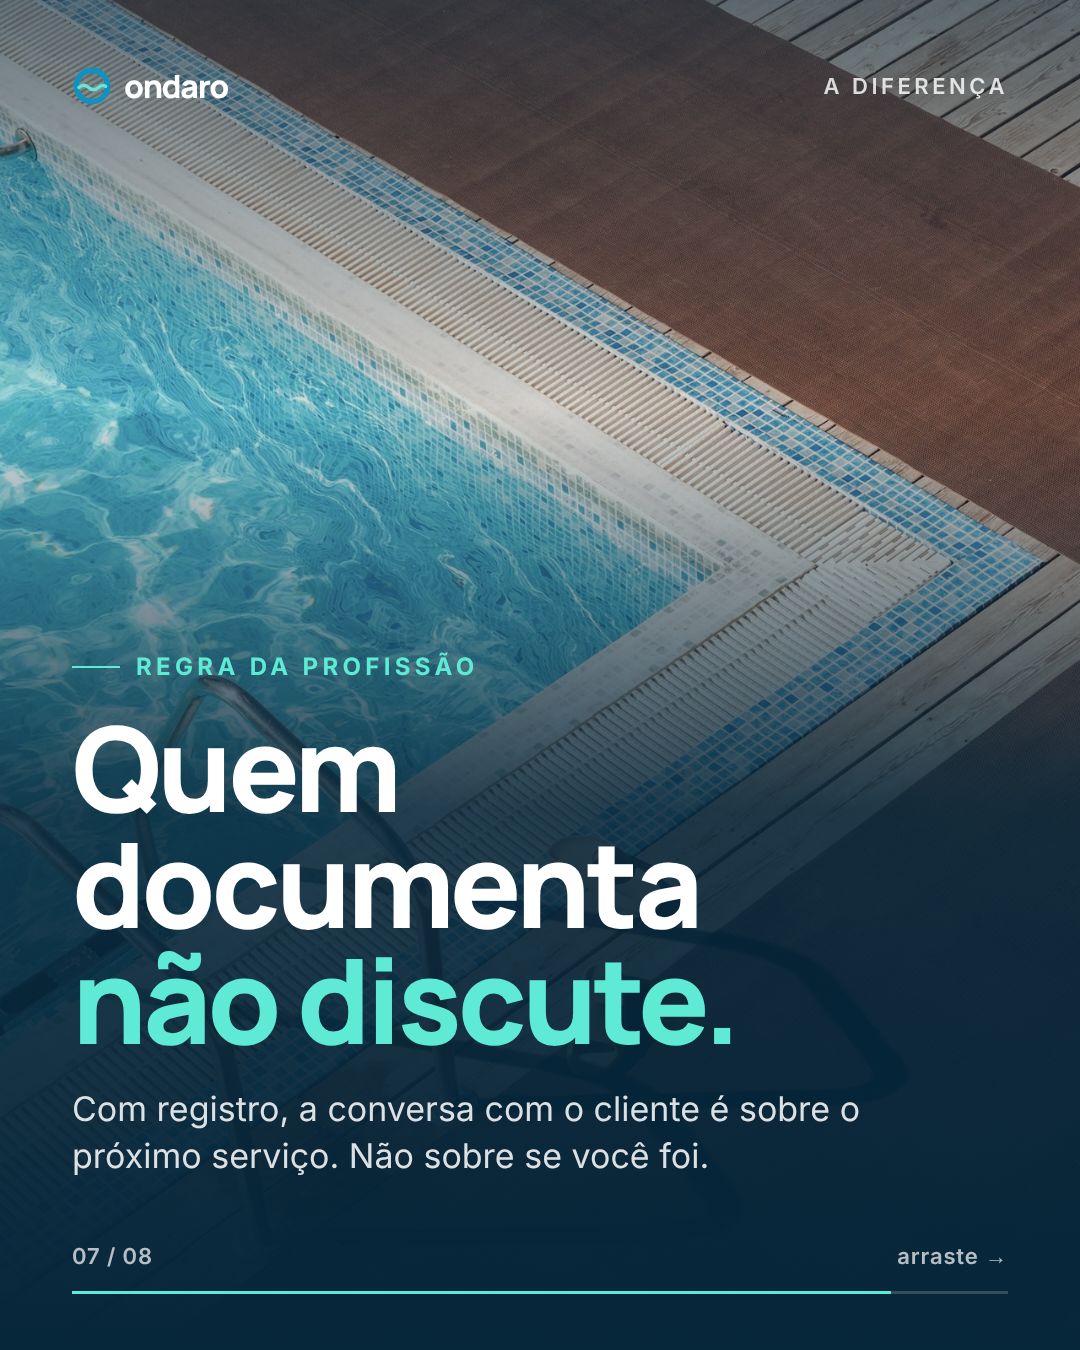 ondaro
A DIFERENÇA
REGRA DA PROFISSÃO
Quem
documenta
não discute.
Com registro, a conversa com o cliente é sobre o
próximo serviço. Não sobre se você foi.
07 / 08
arraste →